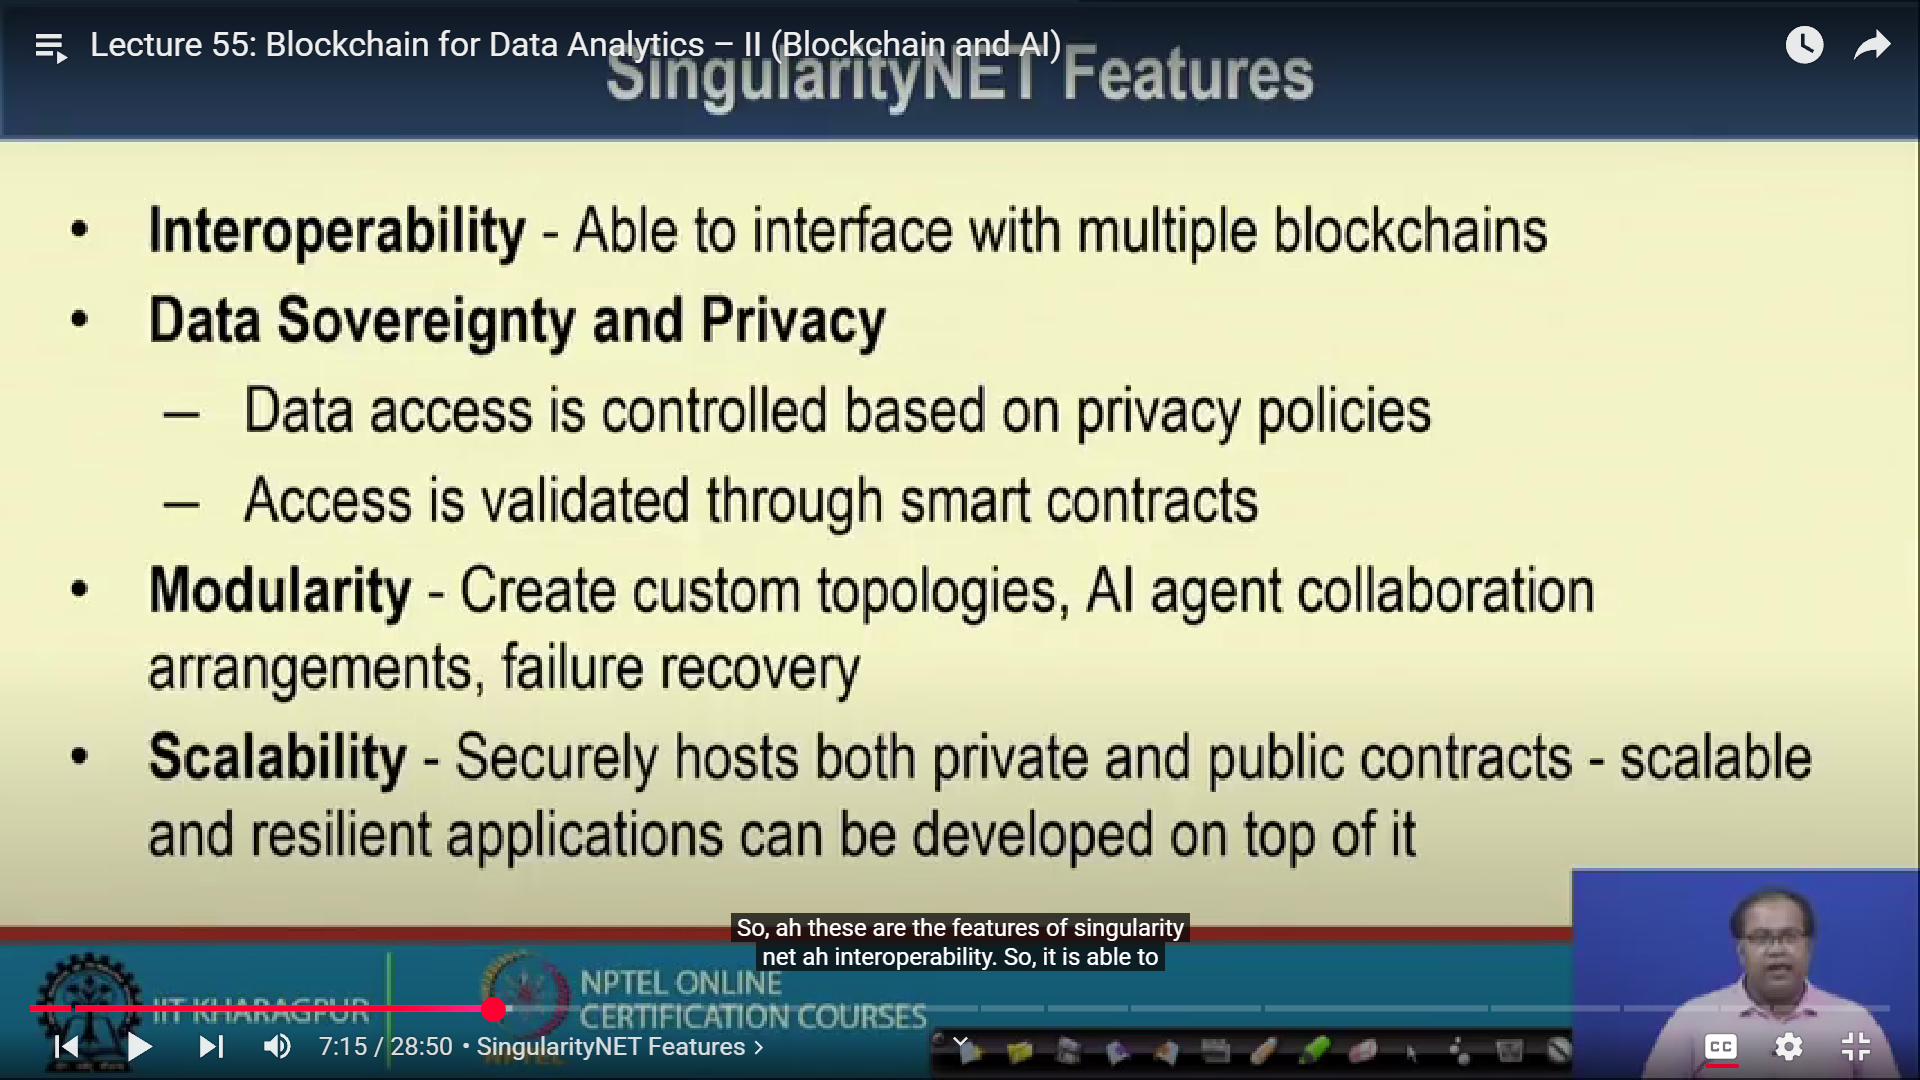 Lecture 55: Blockchain for Data Analytics – II (Blockchain and AI)
SingularityNET Features
• Interoperability - Able to interface with multiple blockchains
• Data Sovereignty and Privacy
– Data access is controlled based on privacy policies
– Access is validated through smart contracts
• Modularity - Create custom topologies, AI agent collaboration
arrangements, failure recovery
• Scalability - Securely hosts both private and public contracts - scalable
and resilient applications can be developed on top of it
So, ah these are the features of singularity
net ah interoperability. So, it is able to
IIT KHARAGPUR
NPTEL ONLINE
CERTIFICATION COURSES
7:15 / 28:50 • SingularityNET Features >
CC